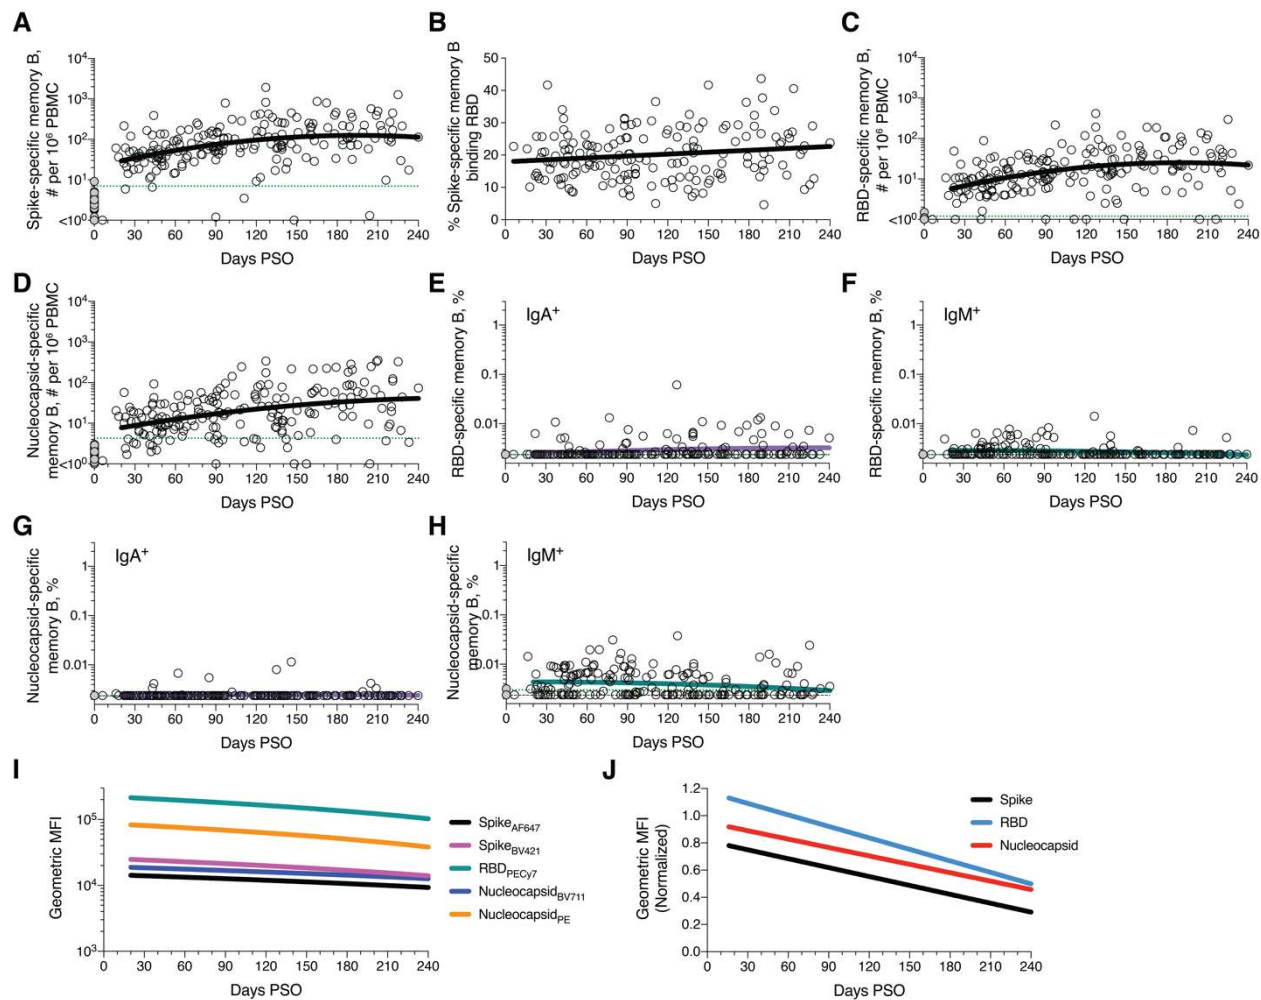 A
Spike-specific memory B,
# per 10⁶ PBMC
10⁴
10³
10²
10¹
<10⁰
0 30 60 90 120 150 180 210 240
Days PSO
B
% Spike-specific memory B
binding RBD
50
40
30
20
10
0
0 30 60 90 120 150 180 210 240
Days PSO
C
RBD-specific memory B,
# per 10⁶ PBMC
10⁴
10³
10²
10¹
<10⁰
0 30 60 90 120 150 180 210 240
Days PSO
D
Nucleocapsid-specific
memory B, # per 10⁶ PBMC
10⁴
10³
10²
10¹
<10⁰
0 30 60 90 120 150 180 210 240
Days PSO
E
RBD-specific memory B, %
IgA⁺
1
0.1
0.01
0 30 60 90 120 150 180 210 240
Days PSO
F
RBD-specific memory B, %
IgM⁺
1
0.1
0.01
0 30 60 90 120 150 180 210 240
Days PSO
G
Nucleocapsid-specific
memory B, %
IgA⁺
1
0.1
0.01
0 30 60 90 120 150 180 210 240
Days PSO
H
Nucleocapsid-specific
memory B, %
IgM⁺
1
0.1
0.01
0 30 60 90 120 150 180 210 240
Days PSO
I
Geometric MFI
10⁵
10⁴
10³
0 30 60 90 120 150 180 210 240
Days PSO
Spike AF647
Spike BV421
RBD PECy7
Nucleocapsid BV711
Nucleocapsid PE
J
Geometric MFI
(Normalized)
1.2
1.0
0.8
0.6
0.4
0.2
0.0
0 30 60 90 120 150 180 210 240
Days PSO
Spike
RBD
Nucleocapsid